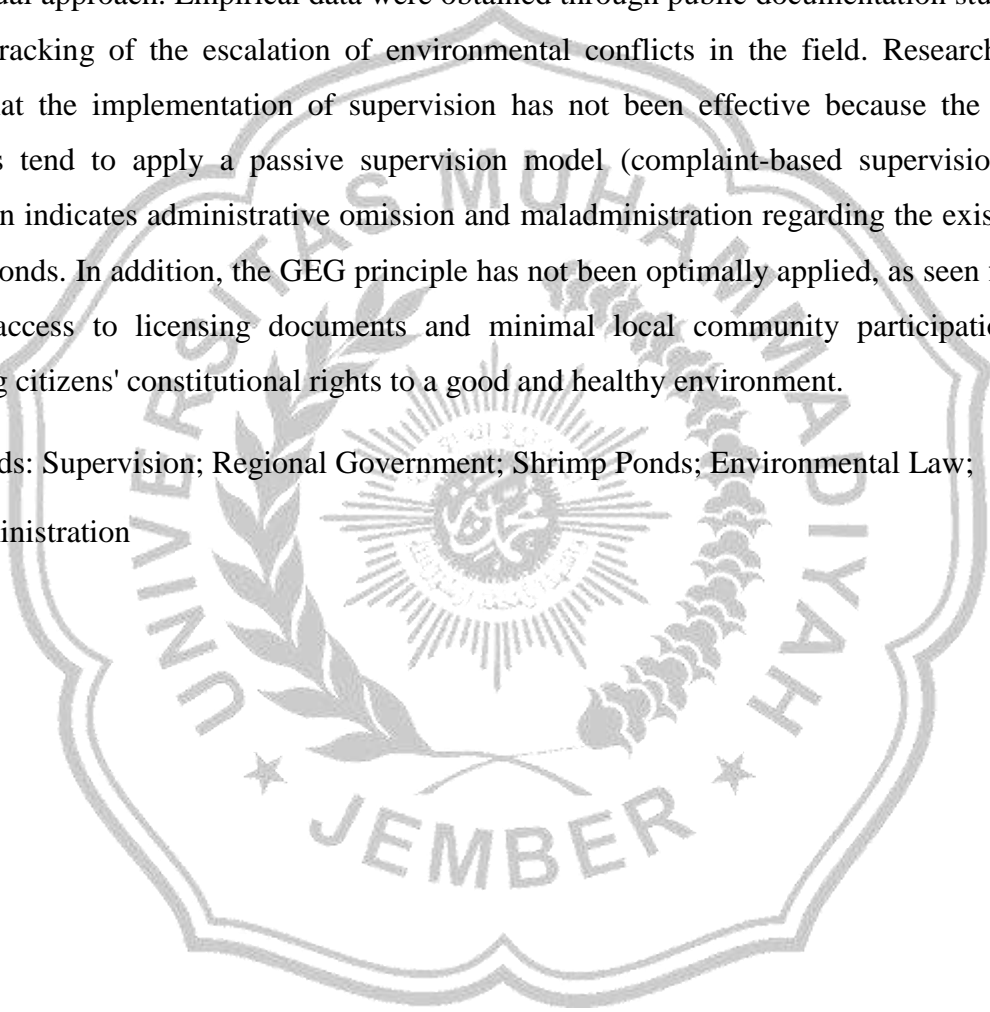 dual approach. Empirical data were obtained through public documentation stu
racking of the escalation of environmental conflicts in the field. Research
at the implementation of supervision has not been effective because the
s tend to apply a passive supervision model (complaint-based supervisio
n indicates administrative omission and maladministration regarding the exis
onds. In addition, the GEG principle has not been optimally applied, as seen
access to licensing documents and minimal local community participatio
g citizens' constitutional rights to a good and healthy environment.
ds: Supervision; Regional Government; Shrimp Ponds; Environmental Law;
inistration
UNIVERSITAS MUHAMMADIYAH
JEMBER